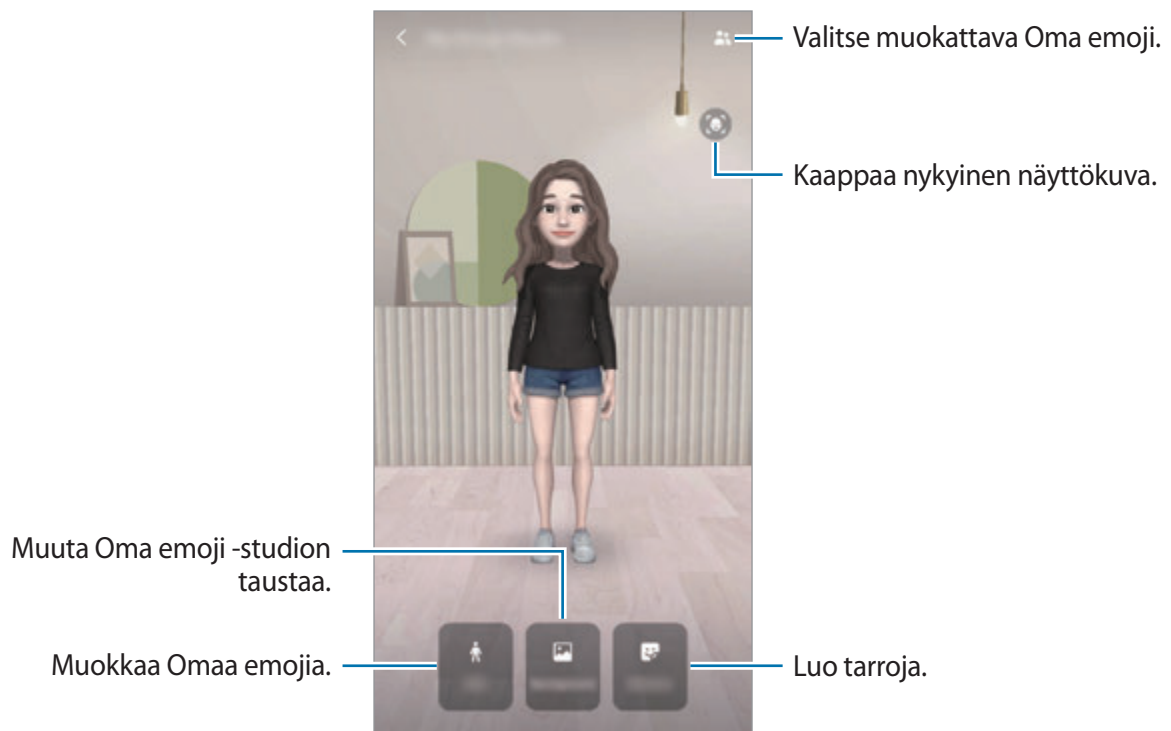 Valitse muokattava Oma emoji.
Kaappaa nykyinen näyttökuva.
Muuta Oma emoji -studion
taustaa.
Muokkaa Omaa emojia.
Luo tarroja.